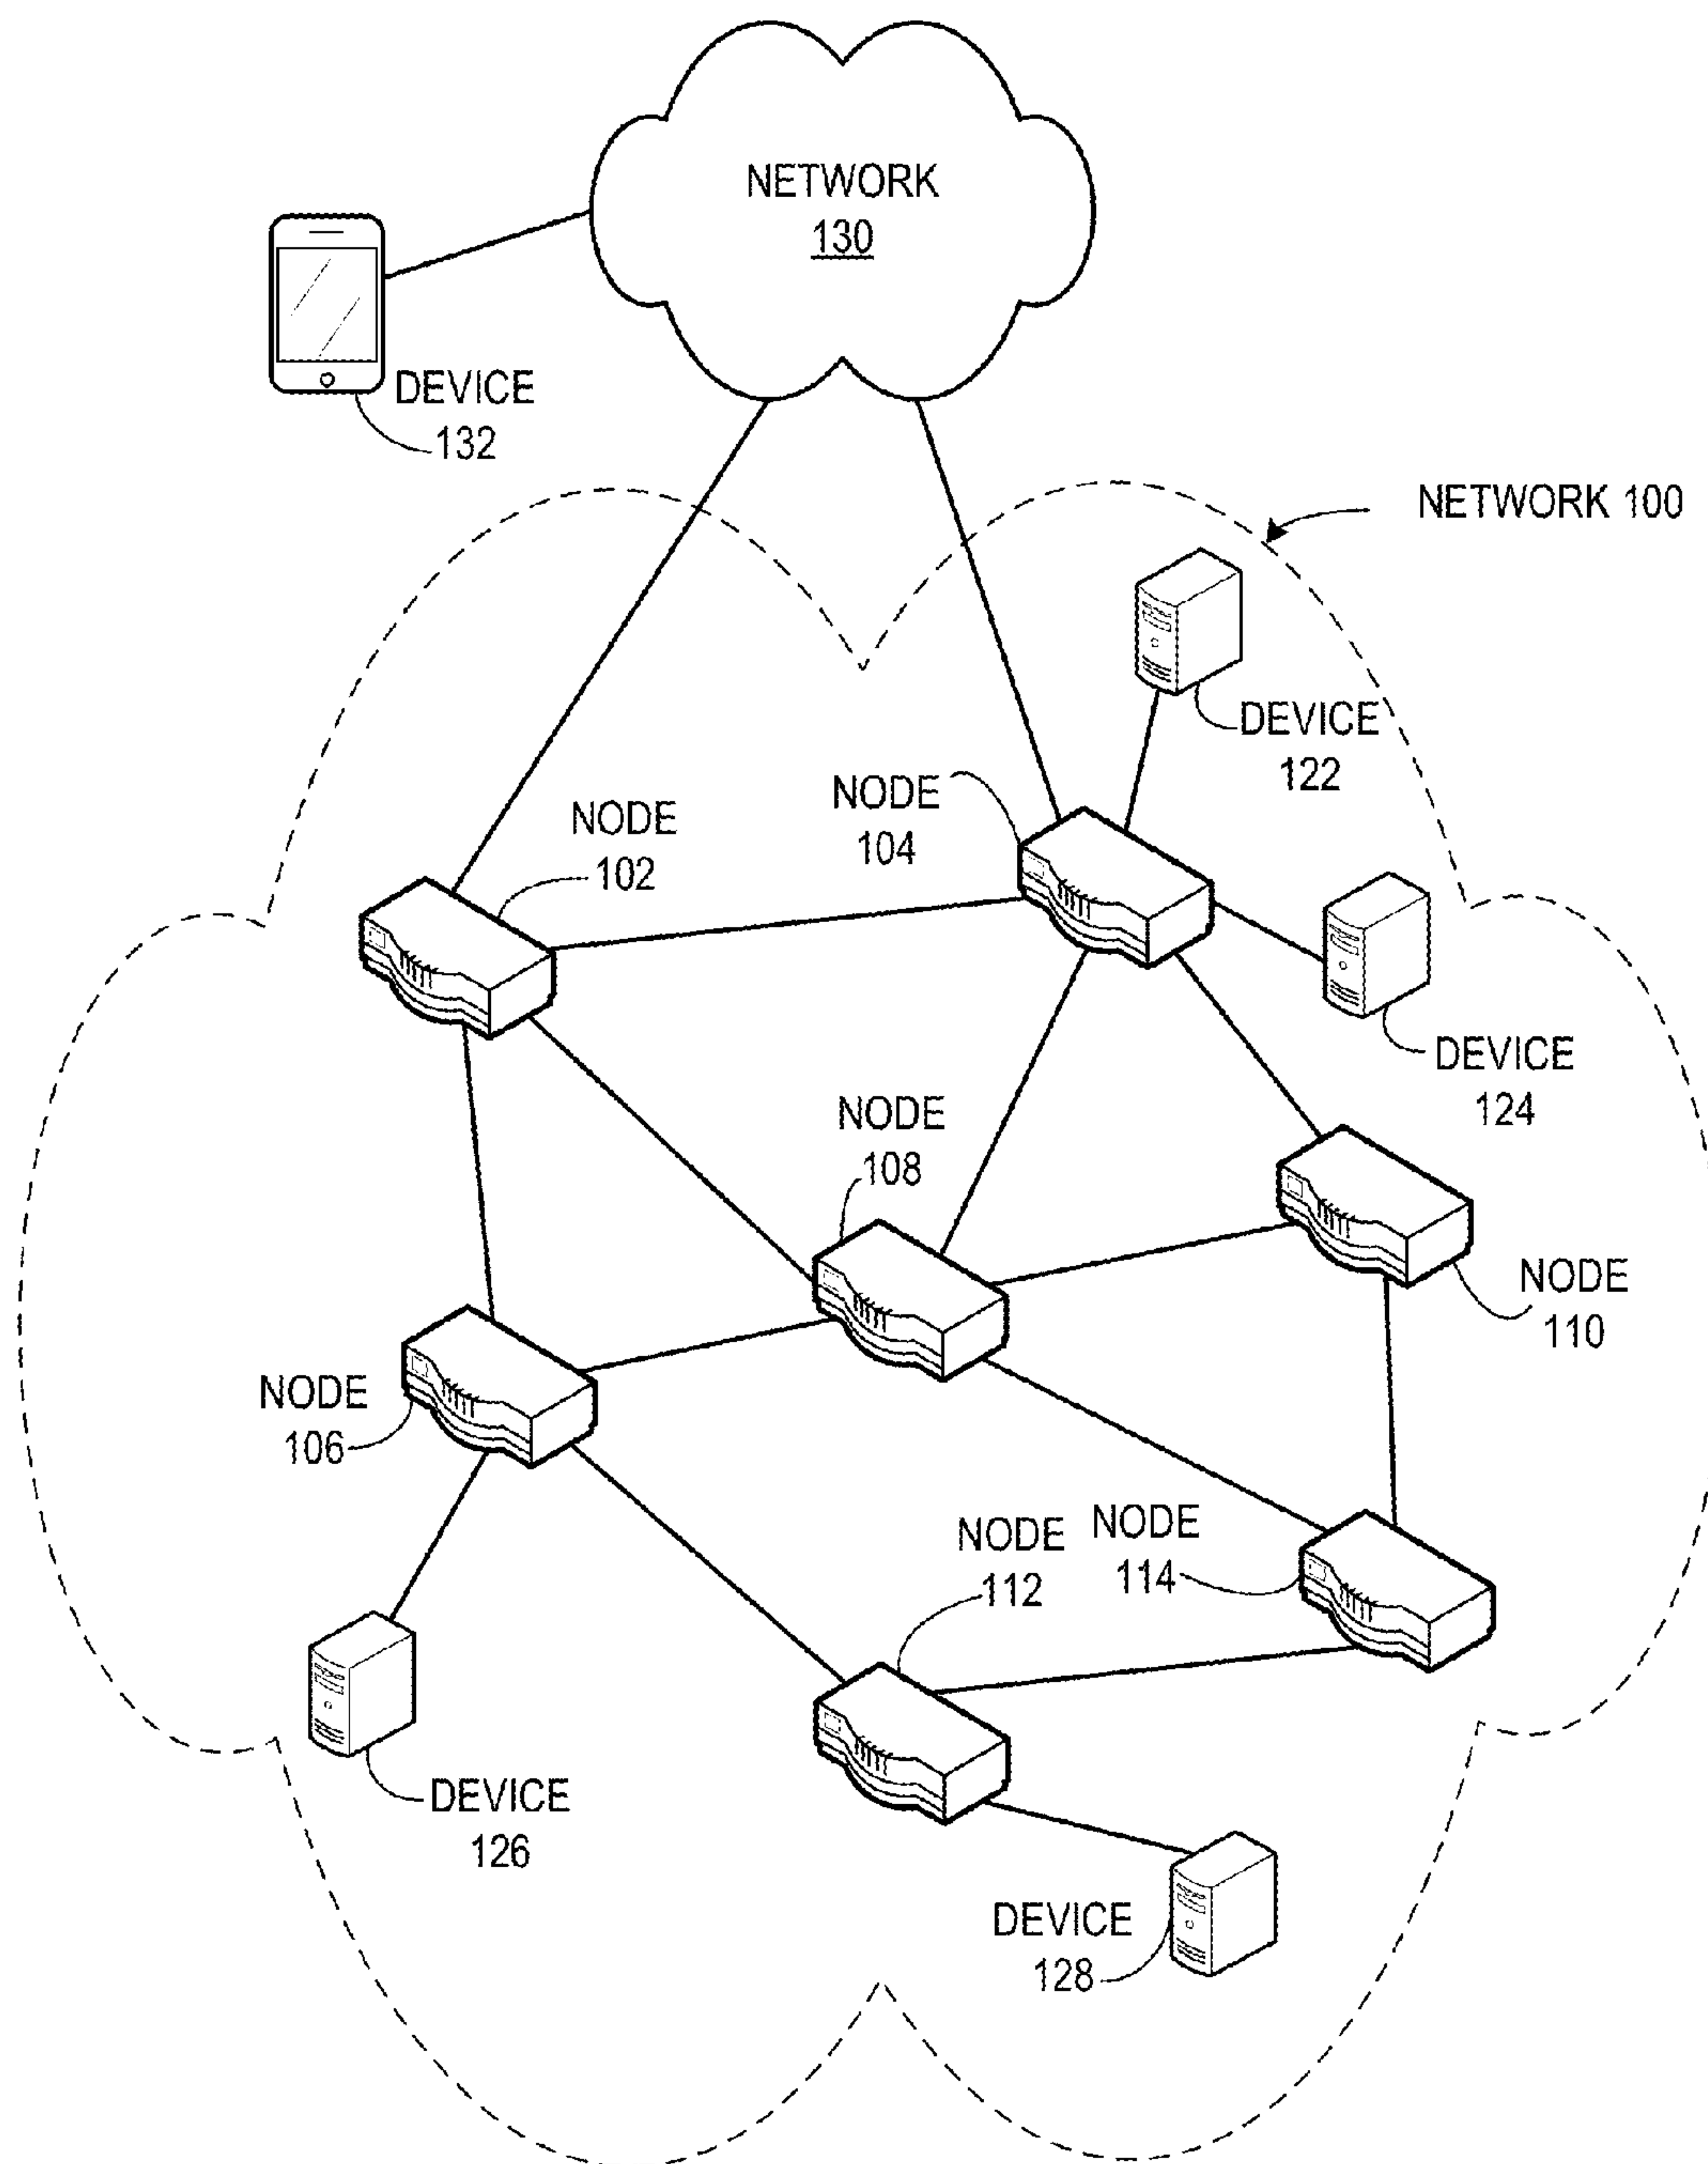 NETWORK
130
DEVICE
132
NETWORK 100
DEVICE
122
NODE
104
NODE
102
DEVICE
124
NODE
108
NODE
110
NODE
106
NODE
112
NODE
114
DEVICE
126
DEVICE
128